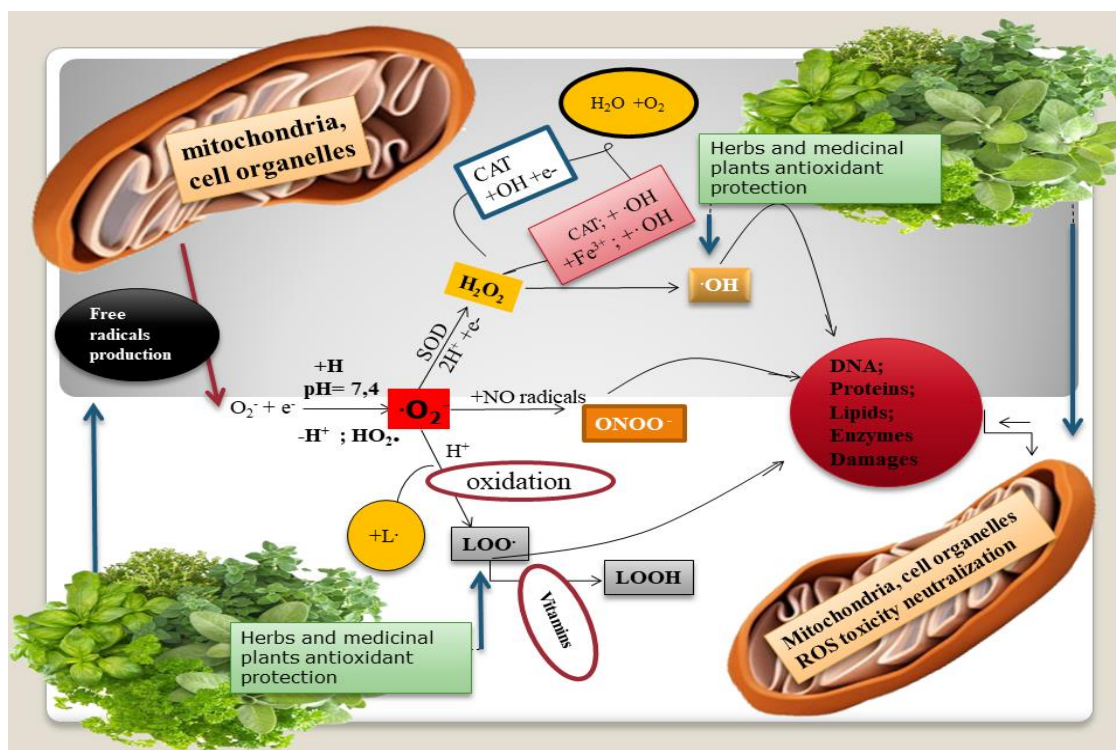 mitochondria,
cell organelles
H₂O +O₂
CAT
+OH +e-
CAT; + ·OH
+Fe³⁺ ; +·OH
Herbs and medicinal
plants antioxidant
protection
H₂O₂
·OH
Free
radicals
production
SOD
2H⁺ +e-
+H
pH= 7,4
O₂⁻ + e⁻
·O₂⁻
-H⁺ ; HO₂•
+NO radicals
ONOO⁻
DNA;
Proteins;
Lipids;
Enzymes
Damages
H⁺
oxidation
+L·
LOO·
LOOH
Vitamins
Herbs and medicinal
plants antioxidant
protection
Mitochondria, cell organelles
ROS toxicity neutralization